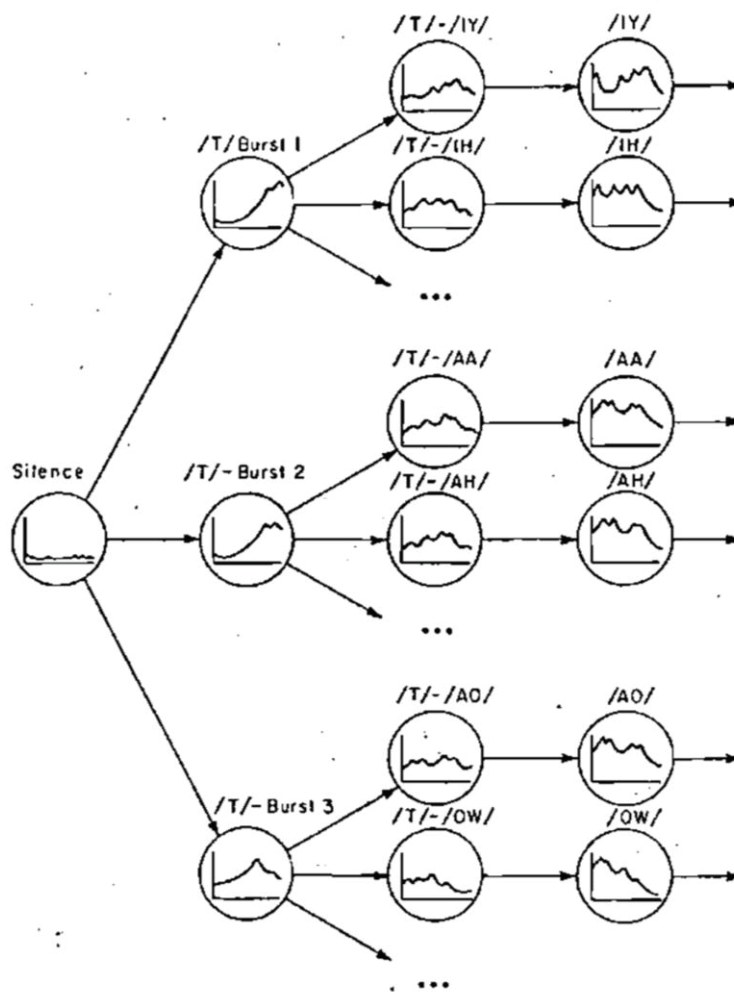 /T/-/IY/ /IY/
/T/Burst 1 /T/-/IH/ /IH/
•••
/T/-/AA/ /AA/
Silence /T/-Burst 2 /T/-/AH/ /AH/
•••
/T/-/AO/ /AO/
/T/-Burst 3 /T/-/OW/ /OW/
•••